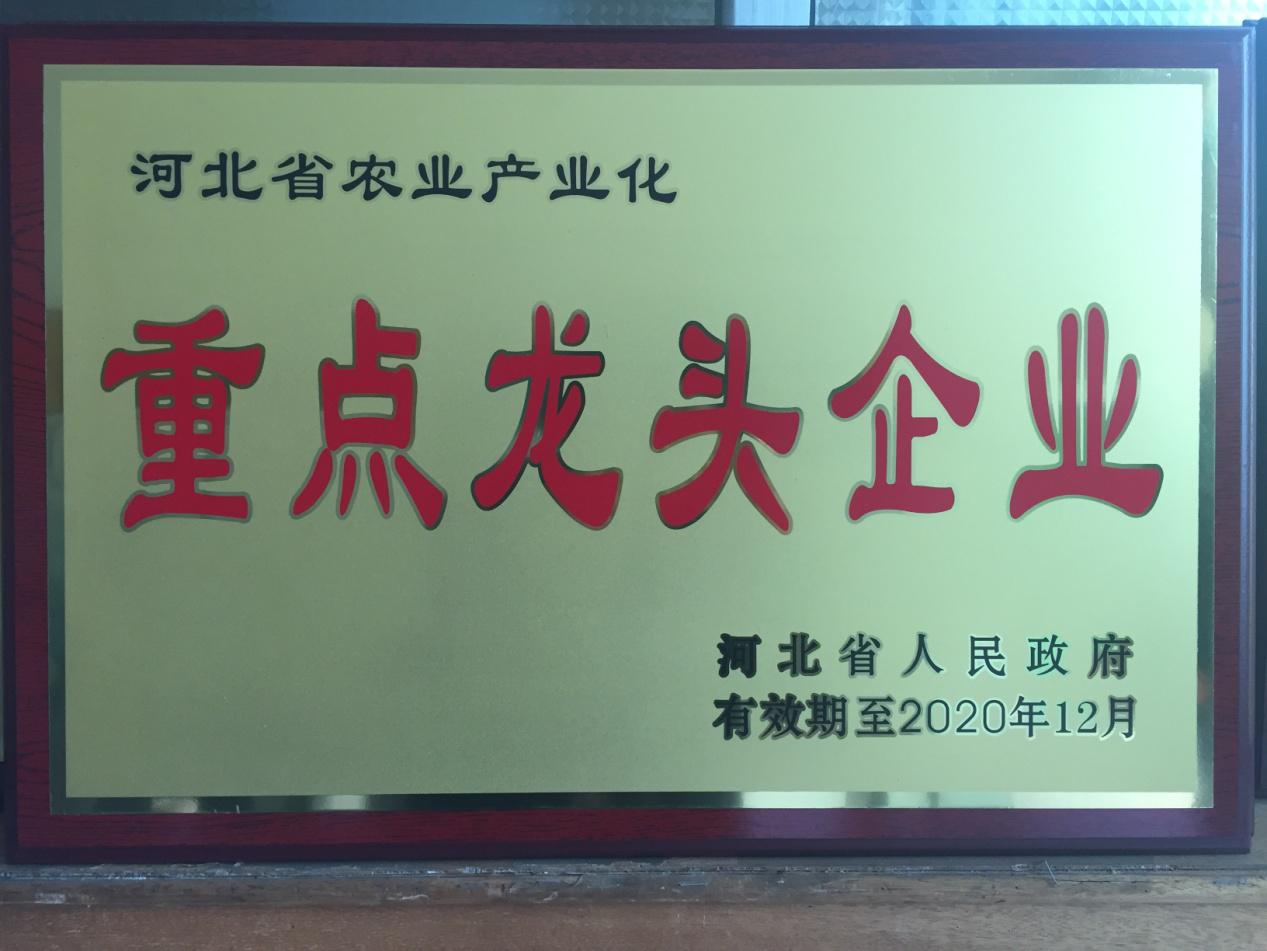 河北省农业产业化
重点龙头企业
河北省人民政府
有效期至2020年12月